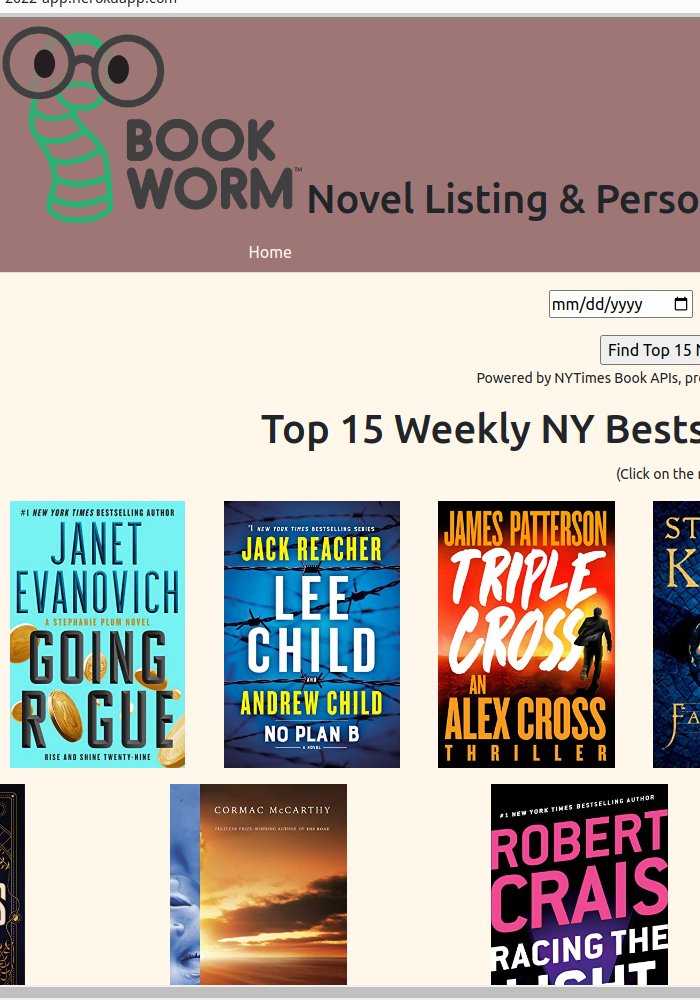 2022-app.herokuapp.com
BOOK
WORM™
Novel Listing & Perso
Home
mm/dd/yyyy
Find Top 15 N
Powered by NYTimes Book APIs, pr
Top 15 Weekly NY Bests
(Click on the
#1 NEW YORK TIMES BESTSELLING AUTHOR
JANET
EVANOVICH
A STEPHANIE PLUM NOVEL
GOING
ROGUE
RISE AND SHINE TWENTY-NINE
#1 NEW YORK TIMES BESTSELLING SERIES
JACK REACHER
LEE
CHILD
AND
ANDREW CHILD
NO PLAN B
A NOVEL
JAMES PATTERSON
TRIPLE
CROSS
AN
ALEX CROSS
THRILLER
ST
K
FA
S
CORMAC McCARTHY
PULITZER PRIZE-WINNING AUTHOR OF THE ROAD
#1 NEW YORK TIMES BESTSELLING AUTHOR
ROBERT
CRAIS
RACING THE
LIGHT